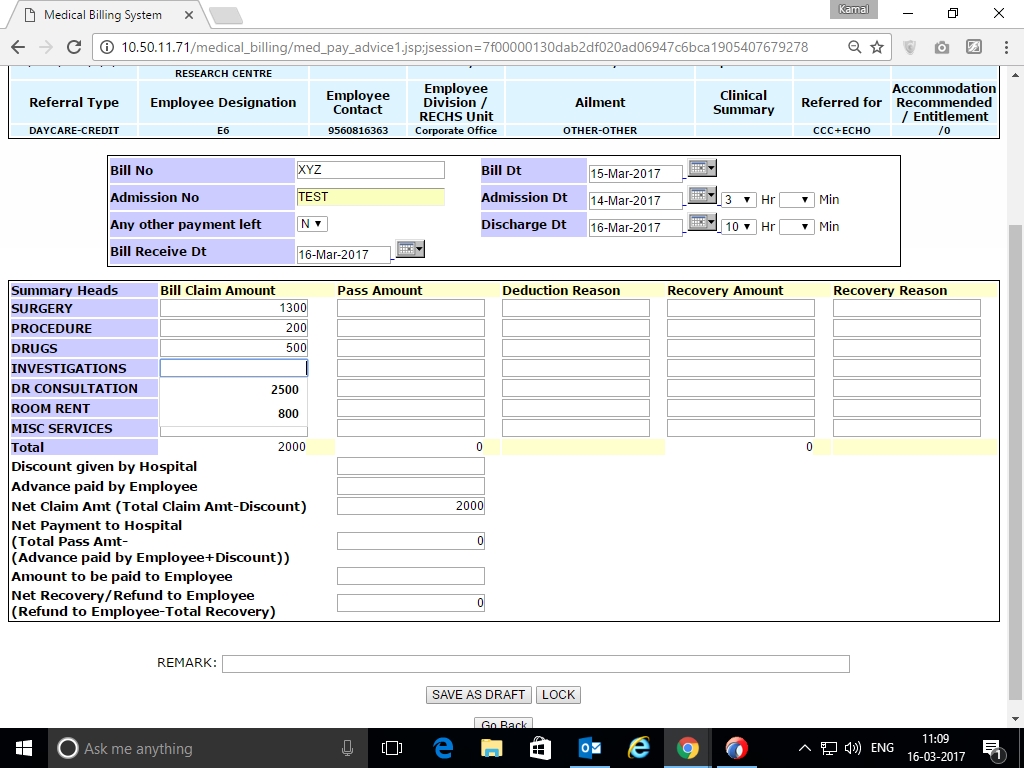 Medical Billing System
Kamal
10.50.11.71/medical_billing/med_pay_advice1.jsp;jsession=7f00000130dab2df020ad06947c6bca1905407679278
RESEARCH CENTRE
Referral Type Employee Designation Employee Contact Employee Division / RECHS Unit Ailment Clinical Summary Referred for Accommodation Recommended / Entitlement
DAYCARE-CREDIT E6 9560816363 Corporate Office OTHER-OTHER CCC+ECHO /0
Bill No XYZ Bill Dt 15-Mar-2017
Admission No TEST Admission Dt 14-Mar-2017 3 Hr Min
Any other payment left N Discharge Dt 16-Mar-2017 10 Hr Min
Bill Receive Dt 16-Mar-2017
Summary Heads Bill Claim Amount Pass Amount Deduction Reason Recovery Amount Recovery Reason
SURGERY 1300
PROCEDURE 200
DRUGS 500
INVESTIGATIONS
DR CONSULTATION 2500
ROOM RENT 800
MISC SERVICES
Total 2000 0 0
Discount given by Hospital
Advance paid by Employee
Net Claim Amt (Total Claim Amt-Discount) 2000
Net Payment to Hospital
(Total Pass Amt- 0
(Advance paid by Employee+Discount))
Amount to be paid to Employee
Net Recovery/Refund to Employee 0
(Refund to Employee-Total Recovery)
REMARK:
SAVE AS DRAFT LOCK
Go Back
Ask me anything
ENG 11:09
16-03-2017
1